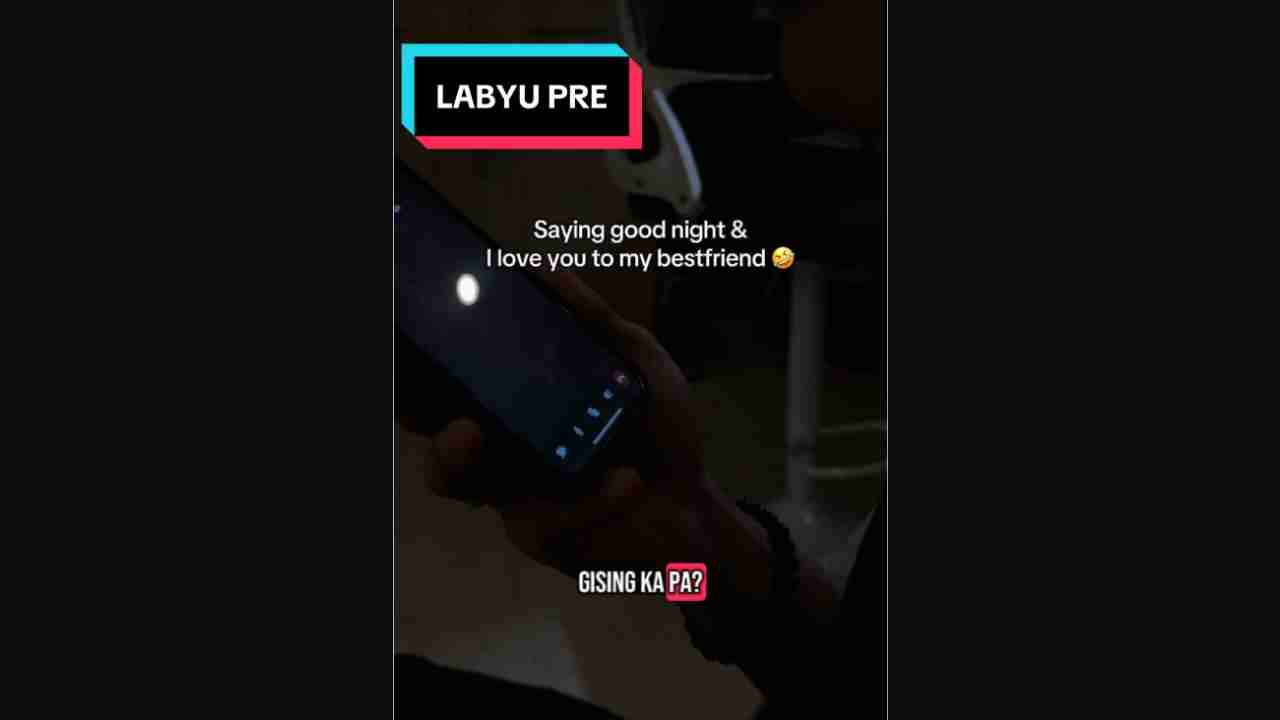 LABYU PRE
Saying good night &
I love you to my bestfriend 🤣
GISING KA PA?